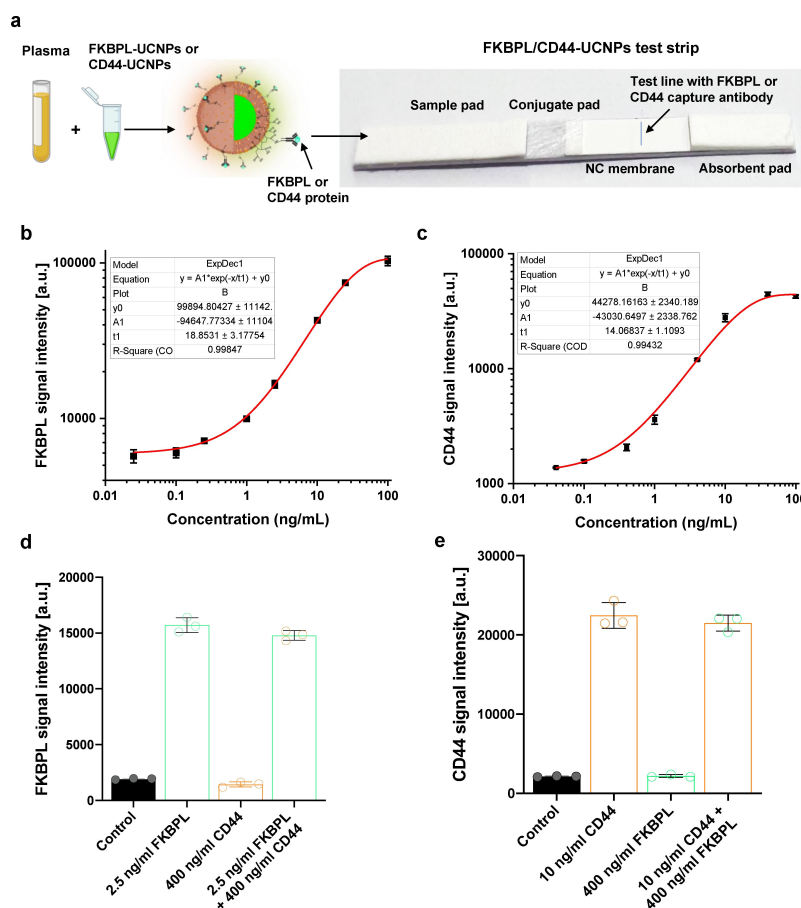 a
Plasma
FKBPL-UCNPs or
CD44-UCNPs
+
FKBPL or
CD44 protein
FKBPL/CD44-UCNPs test strip
Sample pad
Conjugate pad
Test line with FKBPL or
CD44 capture antibody
NC membrane
Absorbent pad
b
FKBPL signal intensity [a.u.]
100000
10000
Model ExpDec1
Equation y = A1*exp(-x/t1) + y0
Plot B
y0 99894.80427 ± 11142.
A1 -94647.77334 ± 11104
t1 18.8531 ± 3.17754
R-Square (CO 0.99847
0.01 0.1 1 10 100
Concentration (ng/mL)
c
CD44 signal intensity [a.u.]
100000
10000
1000
Model ExpDec1
Equation y = A1*exp(-x/t1) + y0
Plot B
y0 44278.16163 ± 2340.189
A1 -43030.6497 ± 2338.762
t1 14.06837 ± 1.1093
R-Square (COD 0.99432
0.01 0.1 1 10 100
Concentration (ng/mL)
d
FKBPL signal intensity [a.u.]
20000
15000
10000
5000
0
Control
2.5 ng/ml FKBPL
400 ng/ml CD44
2.5 ng/ml FKBPL
+ 400 ng/ml CD44
e
CD44 signal intensity [a.u.]
30000
20000
10000
0
Control
10 ng/ml CD44
400 ng/ml FKBPL
10 ng/ml CD44 +
400 ng/ml FKBPL